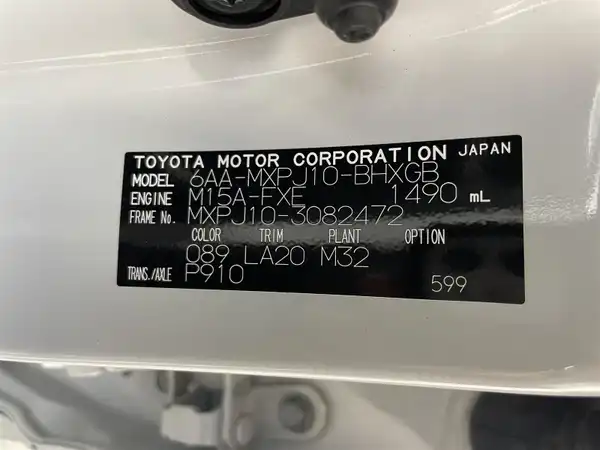 TOYOTA MOTOR CORPORATION JAPAN
MODEL 6AA-MXPJ10-BHXGB
ENGINE M15A-FXE 1490 mL
FRAME No. MXPJ10-3082472
COLOR TRIM PLANT OPTION
089 LA20 M32
TRANS./AXLE P910
599